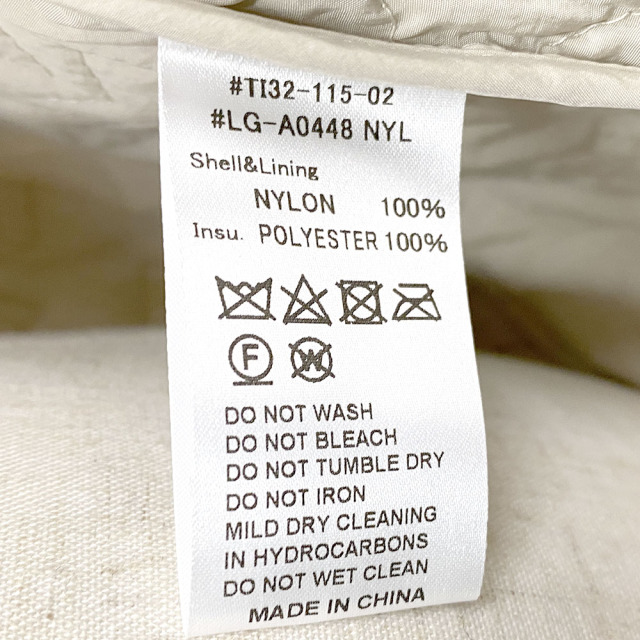 #TI32-115-02
#LG-A0448 NYL
Shell&Lining
NYLON 100%
Insu. POLYESTER 100%
F W
DO NOT WASH
DO NOT BLEACH
DO NOT TUMBLE DRY
DO NOT IRON
MILD DRY CLEANING
IN HYDROCARBONS
DO NOT WET CLEAN
MADE IN CHINA